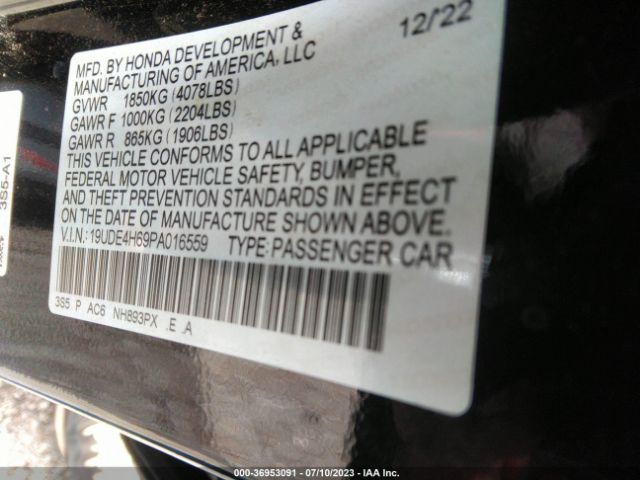 12/22
MFD. BY HONDA DEVELOPMENT &
MANUFACTURING OF AMERICA, LLC
GVWR 1850KG (4078LBS)
GAWR F 1000KG (2204LBS)
GAWR R 865KG (1906LBS)
THIS VEHICLE CONFORMS TO ALL APPLICABLE
FEDERAL MOTOR VEHICLE SAFETY, BUMPER,
AND THEFT PREVENTION STANDARDS IN EFFECT
ON THE DATE OF MANUFACTURE SHOWN ABOVE.
V.I.N.: 19UDE4H69PA016559 TYPE: PASSENGER CAR
3S5 P AC6 NH893PX .E .A
3S5-A1
000-36953091 - 07/10/2023 - IAA Inc.